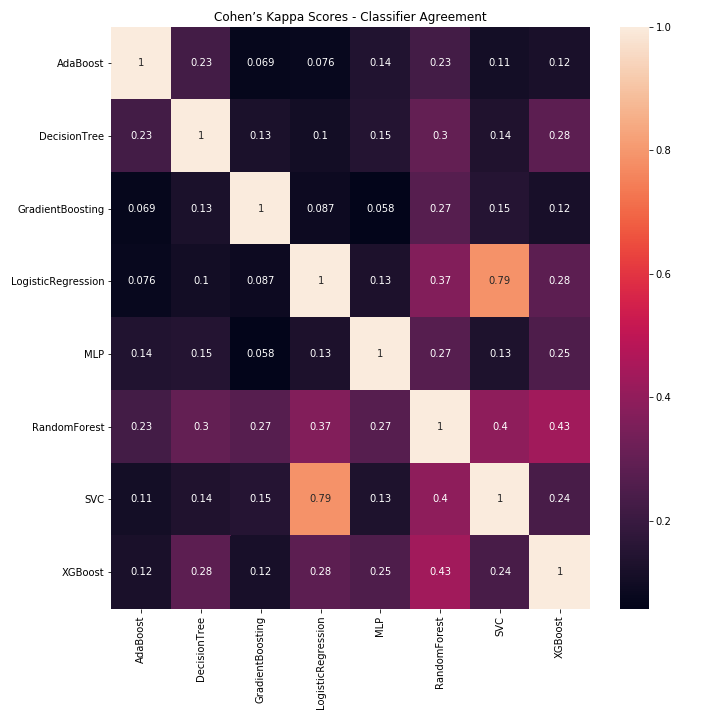 Cohen’s Kappa Scores - Classifier Agreement
AdaBoost 1 0.23 0.069 0.076 0.14 0.23 0.11 0.12
DecisionTree 0.23 1 0.13 0.1 0.15 0.3 0.14 0.28
GradientBoosting 0.069 0.13 1 0.087 0.058 0.27 0.15 0.12
LogisticRegression 0.076 0.1 0.087 1 0.13 0.37 0.79 0.28
MLP 0.14 0.15 0.058 0.13 1 0.27 0.13 0.25
RandomForest 0.23 0.3 0.27 0.37 0.27 1 0.4 0.43
SVC 0.11 0.14 0.15 0.79 0.13 0.4 1 0.24
XGBoost 0.12 0.28 0.12 0.28 0.25 0.43 0.24 1
AdaBoost
DecisionTree
GradientBoosting
LogisticRegression
MLP
RandomForest
SVC
XGBoost
1.0
0.8
0.6
0.4
0.2